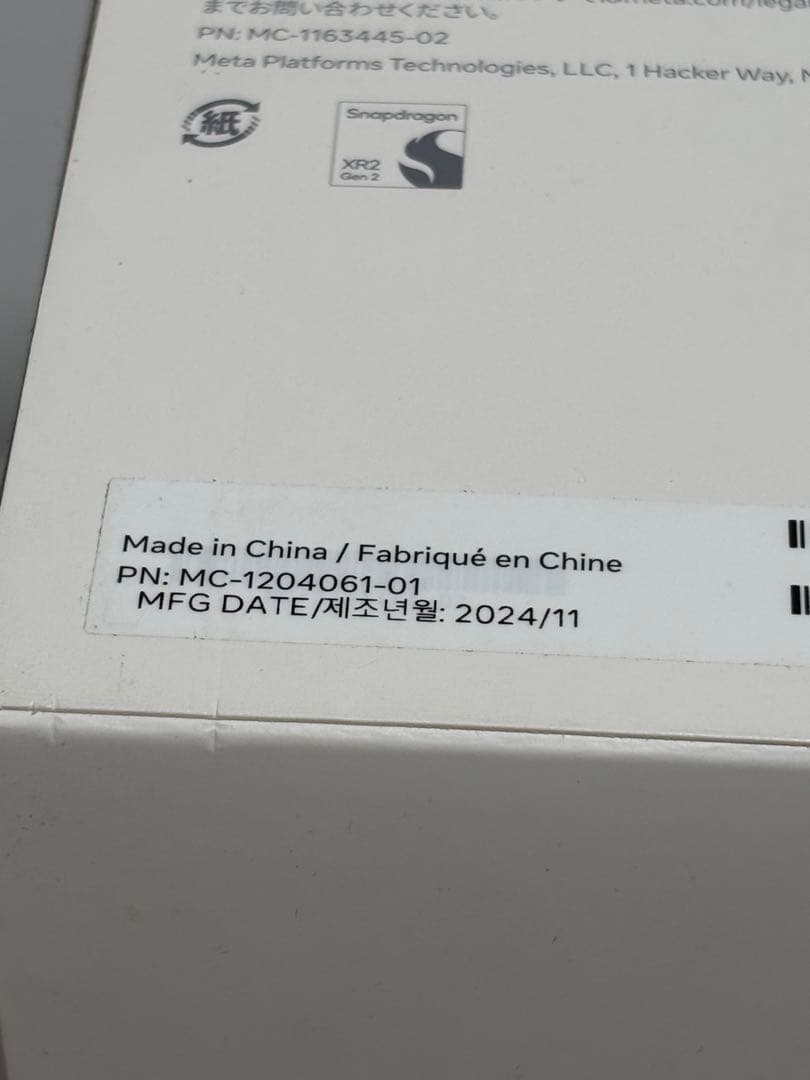 までお問い合わせください。
PN: MC-1163445-02
Meta Platforms Technologies, LLC, 1 Hacker Way,
紙
Snapdragon
XR2
Gen 2
Made in China / Fabriqué en Chine
PN: MC-1204061-01
MFG DATE/제조년월: 2024/11